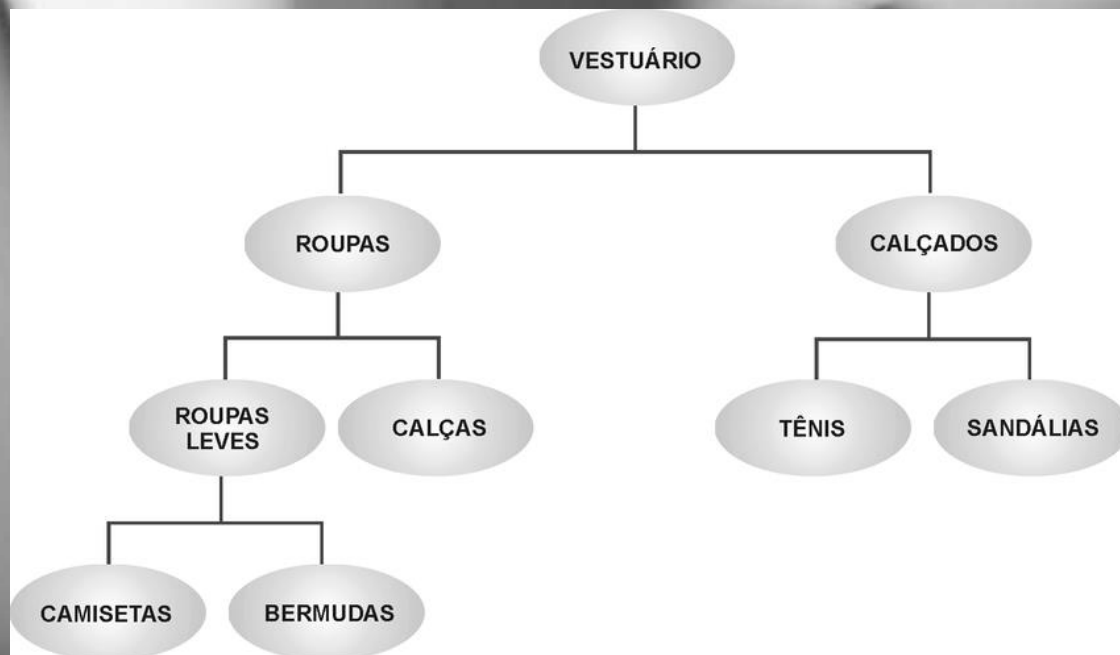 VESTUÁRIO
ROUPAS
CALÇADOS
ROUPAS
LEVES
CALÇAS
TÊNIS
SANDÁLIAS
CAMISETAS
BERMUDAS